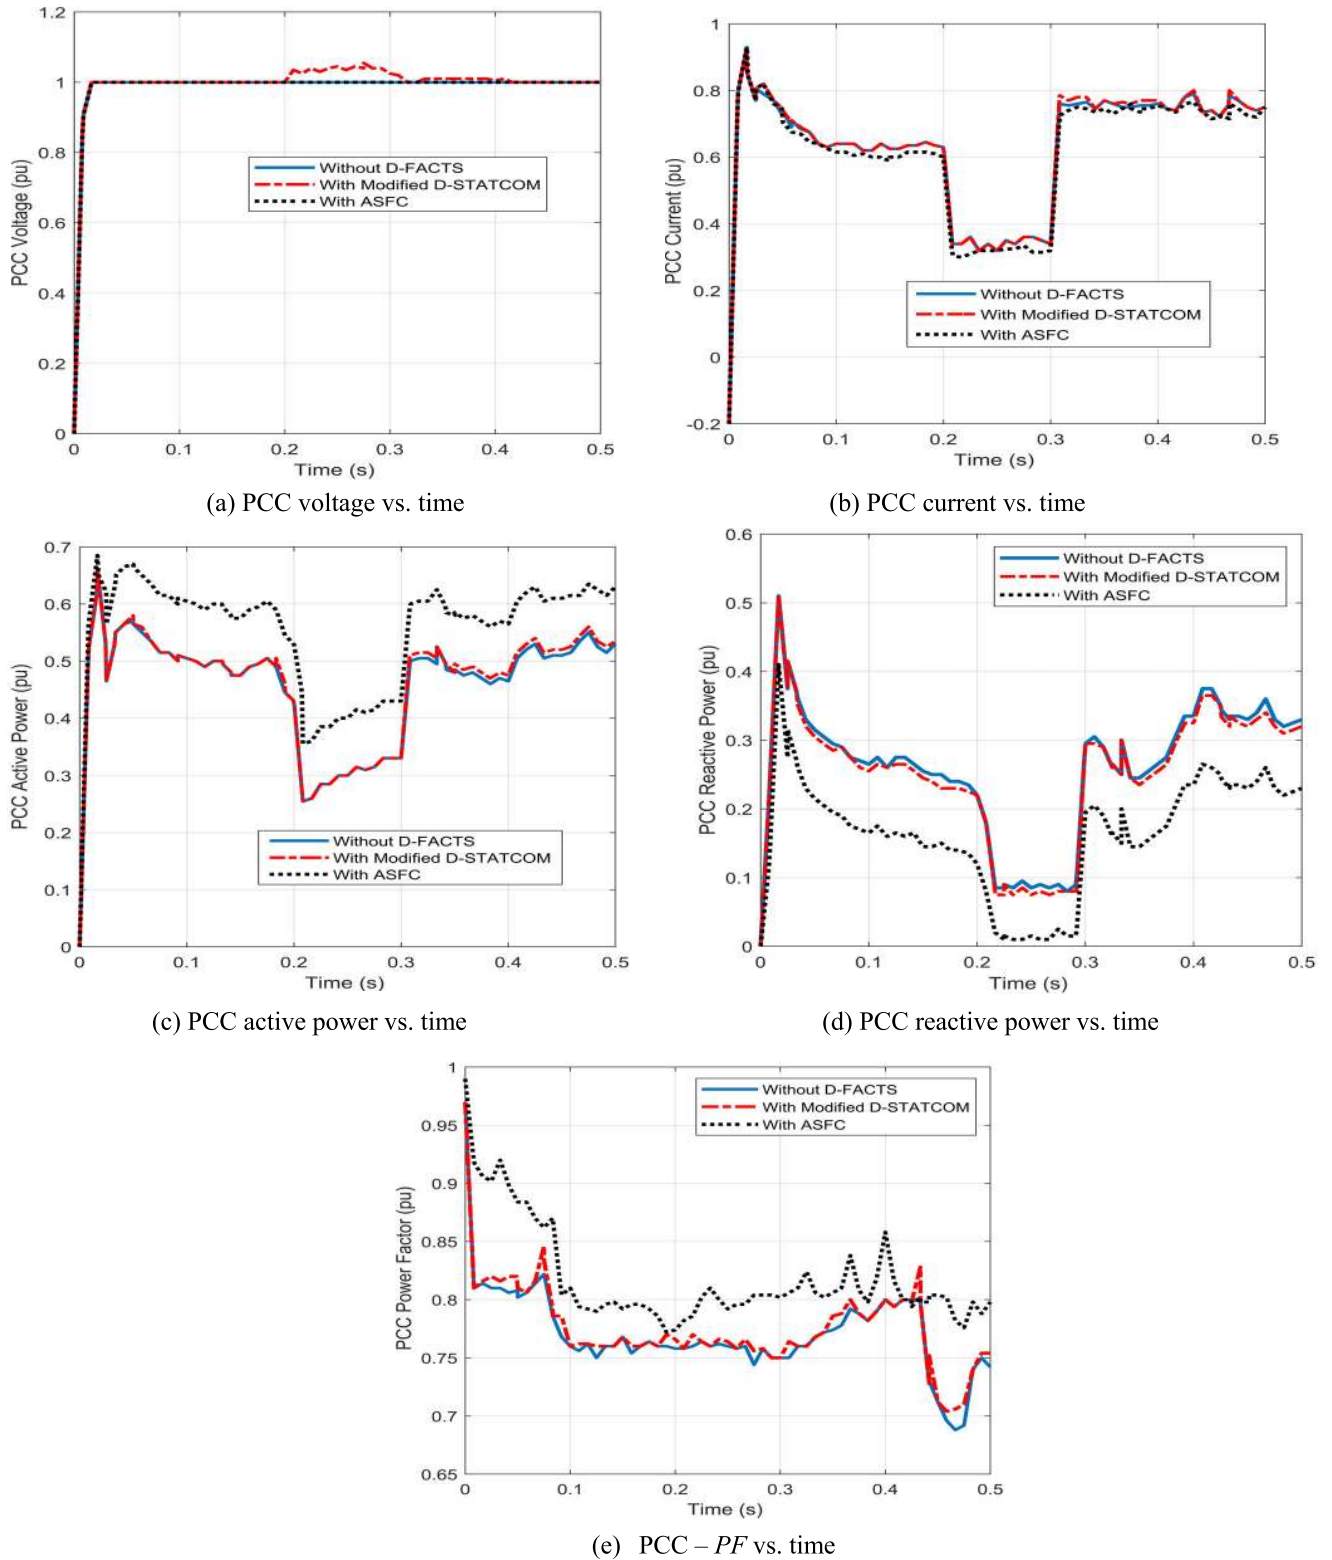 1.2
1
0.8
0.6
0.4
0.2
0
PCC Voltage (pu)
Without D-FACTS
With Modified D-STATCOM
With ASFC
0 0.1 0.2 0.3 0.4 0.5
Time (s)
(a) PCC voltage vs. time
1
0.8
0.6
0.4
0.2
0
-0.2
PCC Current (pu)
Without D-FACTS
With Modified D-STATCOM
With ASFC
0 0.1 0.2 0.3 0.4 0.5
Time (s)
(b) PCC current vs. time
0.7
0.6
0.5
0.4
0.3
0.2
0.1
0
PCC Active Power (pu)
Without D-FACTS
With Modified D-STATCOM
With ASFC
0 0.1 0.2 0.3 0.4 0.5
Time (s)
(c) PCC active power vs. time
0.6
0.5
0.4
0.3
0.2
0.1
0
PCC Reactive Power (pu)
Without D-FACTS
With Modified D-STATCOM
With ASFC
0 0.1 0.2 0.3 0.4 0.5
Time (s)
(d) PCC reactive power vs. time
1
0.95
0.9
0.85
0.8
0.75
0.7
0.65
PCC Power Factor (pu)
Without D-FACTS
With Modified D-STATCOM
With ASFC
0 0.1 0.2 0.3 0.4 0.5
Time (s)
(e) PCC – PF vs. time